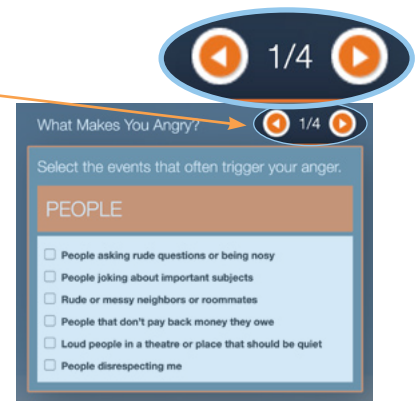 1/4
What Makes You Angry?
1/4
Select the events that often trigger your anger.
PEOPLE
People asking rude questions or being nosy
People joking about important subjects
Rude or messy neighbors or roommates
People that don't pay back money they owe
Loud people in a theatre or place that should be quiet
People disrespecting me